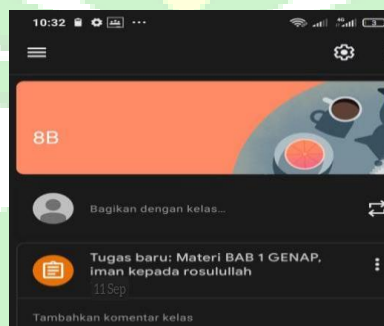 10:32
8B
Bagikan dengan kelas...
Tugas baru: Materi BAB 1 GENAP,
iman kepada rosulullah
11 Sep
Tambahkan komentar kelas